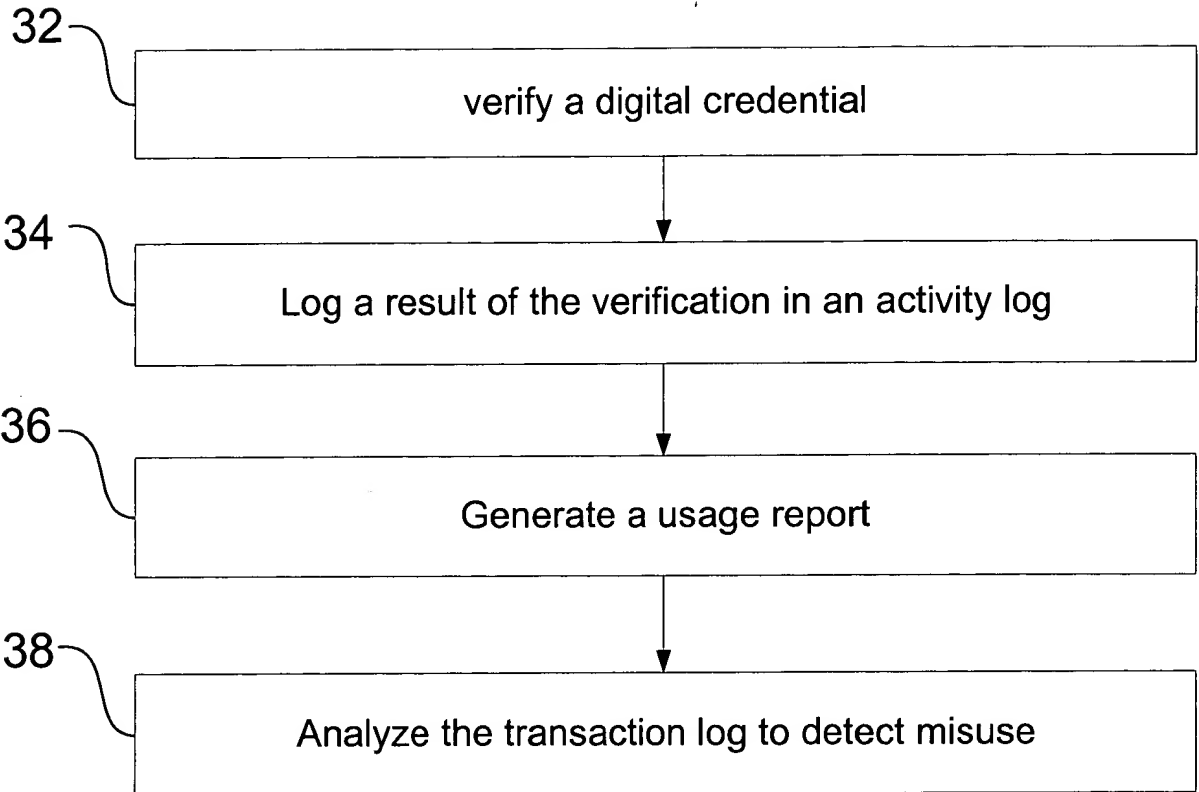 32
verify a digital credential
34
Log a result of the verification in an activity log
36
Generate a usage report
38
Analyze the transaction log to detect misuse